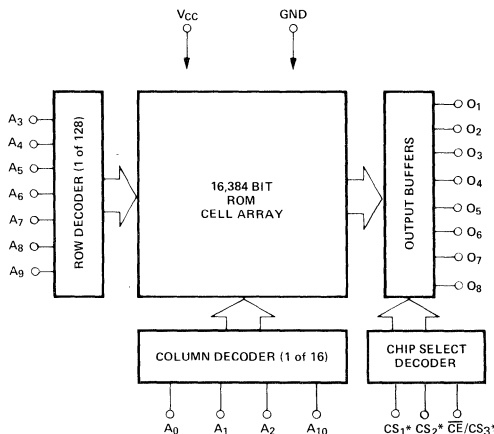 VCC
GND
A3
A4
A5
A6
A7
A8
A9
ROW DECODER (1 of 128)
16,384 BIT
ROM
CELL ARRAY
OUTPUT BUFFERS
O1
O2
O3
O4
O5
O6
O7
O8
COLUMN DECODER (1 of 16)
CHIP SELECT
DECODER
A0
A1
A2
A10
CS1* CS2* CE/CS3*